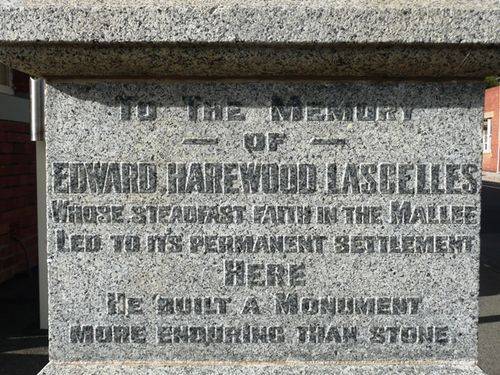 To The Memory
— OF —
EDWARD HAREWOOD LASCELLES
WHOSE STEADFAST FAITH IN THE MALLEE
LED TO IT'S PERMANENT SETTLEMENT
HERE
HE BUILT A MONUMENT
MORE ENDURING THAN STONE.